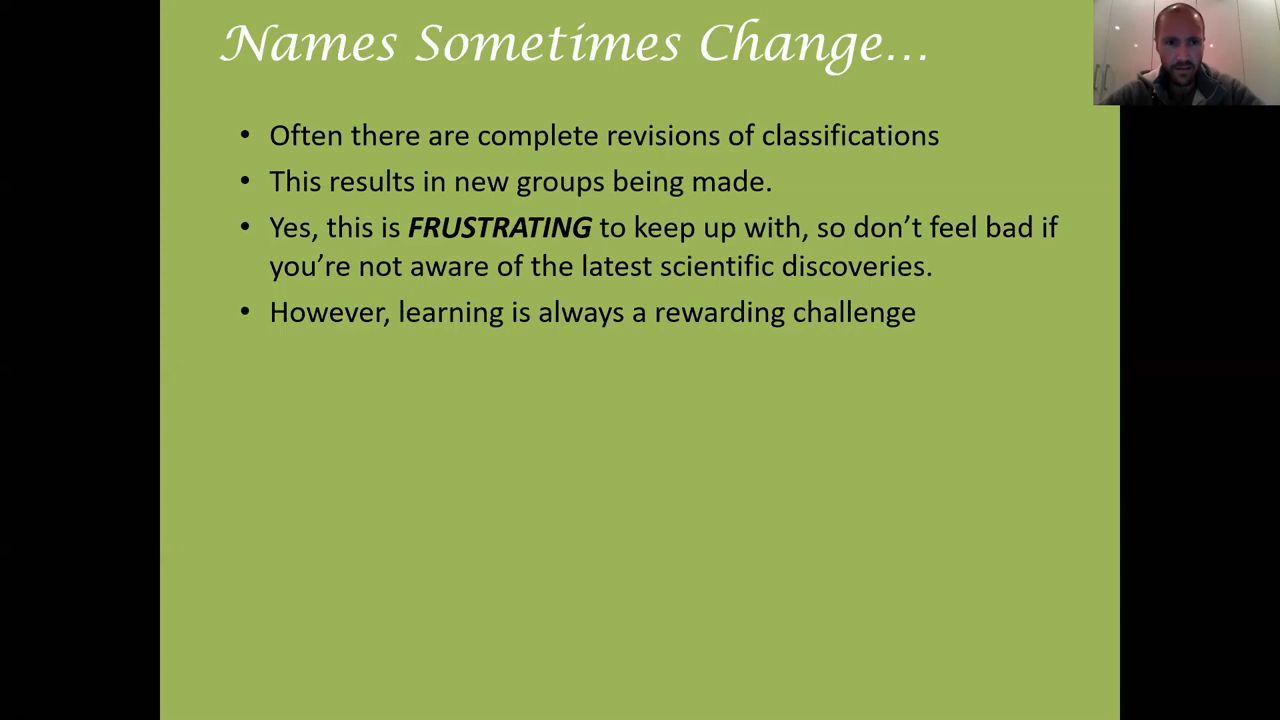 Names Sometimes Change…
• Often there are complete revisions of classifications
• This results in new groups being made.
• Yes, this is FRUSTRATING to keep up with, so don’t feel bad if
you’re not aware of the latest scientific discoveries.
• However, learning is always a rewarding challenge